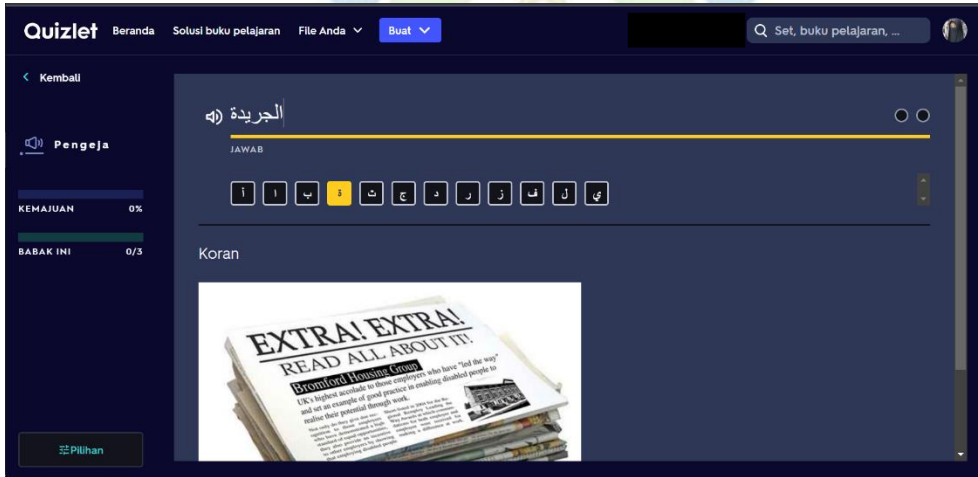 Quizlet Beranda Solusi buku pelajaran File Anda Buat Set, buku pelajaran, ...
Kembali
الجريدة
JAWAB
Pengeja
أ ا ب ة ث ج د ر ز ف ل ي
KEMAJUAN 0%
BABAK INI 0/3
Koran
EXTRA! EXTRA!
READ ALL ABOUT IT!
Bromford Housing Group who have "led the way"
UK's highest accolade to those employers
and set an example of good practice in enabling disabled people to
realise their potential through work.
Pilihan